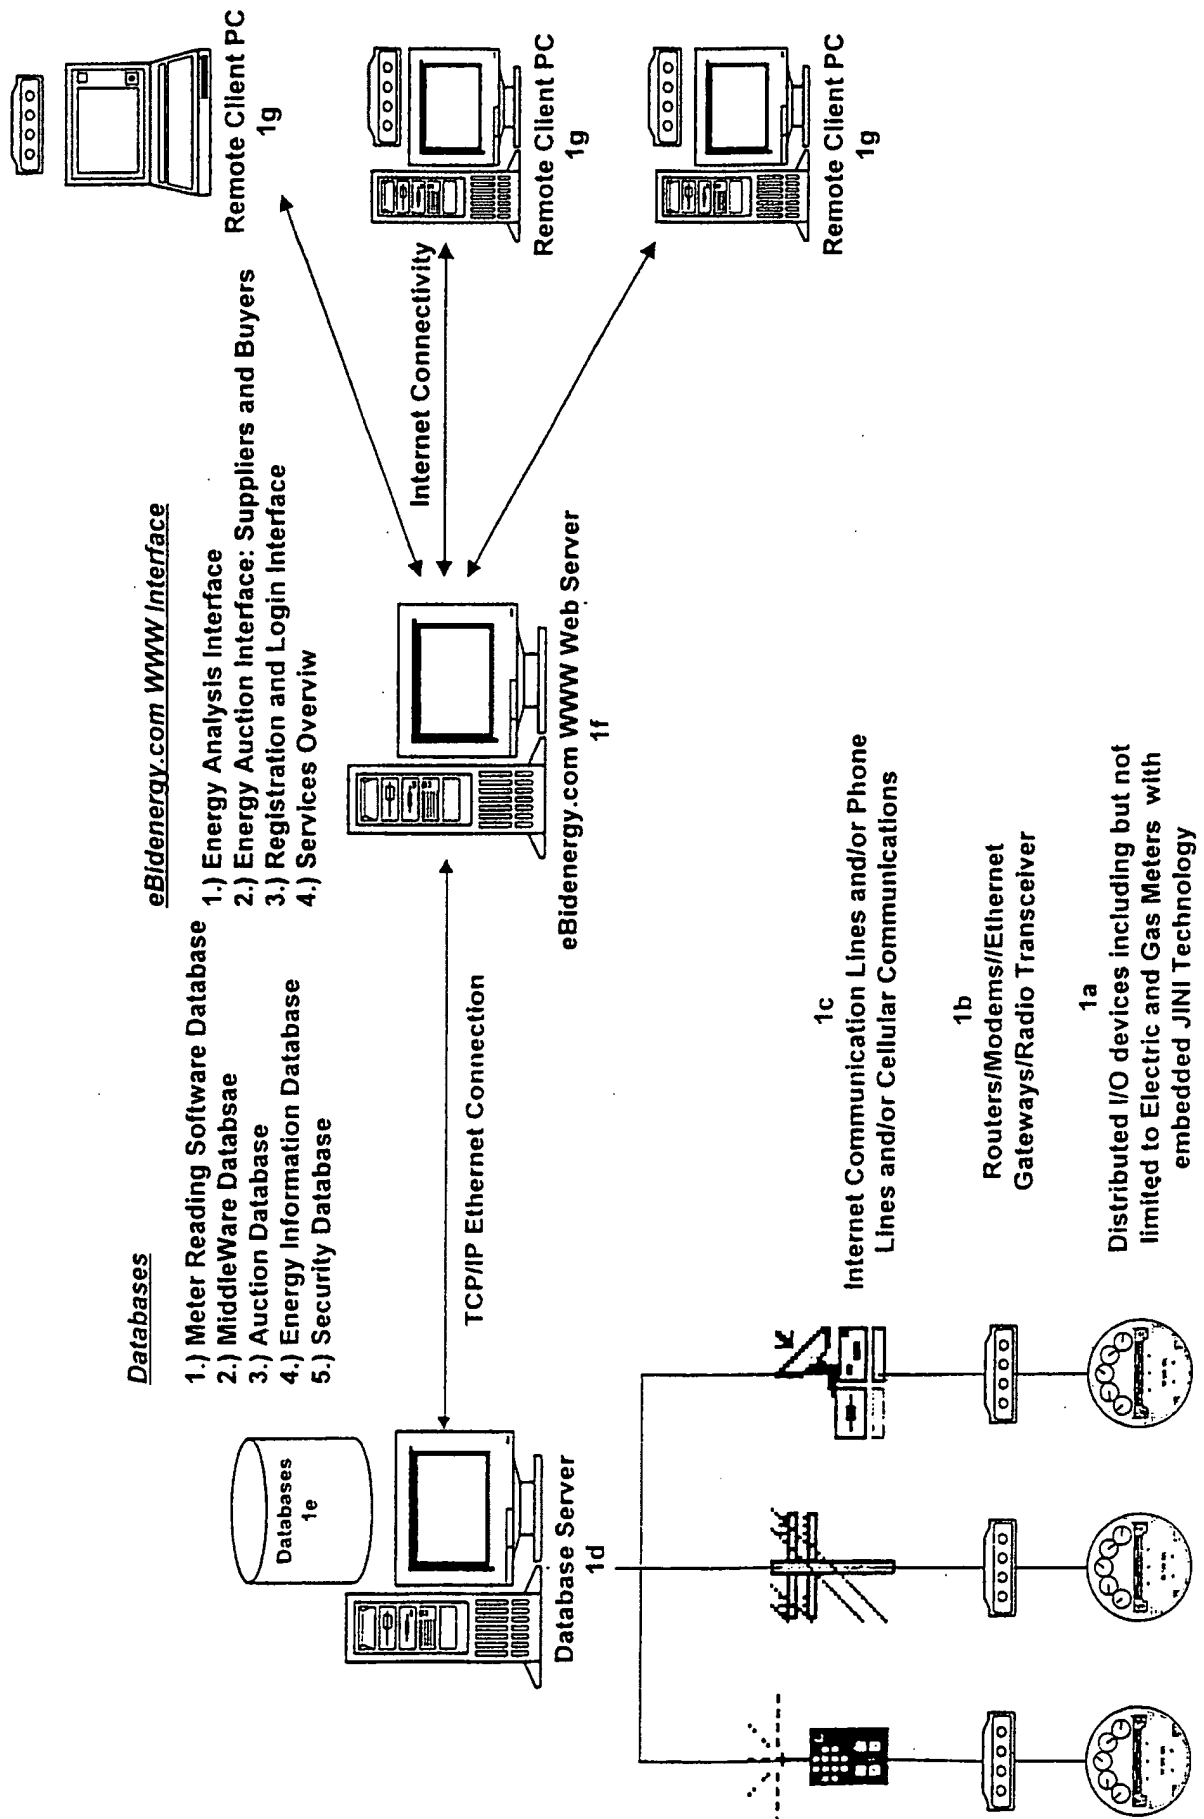 Databases
1.) Meter Reading Software Database
2.) MiddleWare Databsae
3.) Auction Database
4.) Energy Information Database
5.) Security Database
eBidenergy.com WWW Interface
1.) Energy Analysis Interface
2.) Energy Auction Interface: Suppliers and Buyers
3.) Registration and Login Interface
4.) Services Overviw
Databases
1e
Database Server
1d
TCP/IP Ethernet Connection
eBidenergy.com WWW Web Server
1f
Internet Connectivity
Remote Client PC
1g
Remote Client PC
1g
Remote Client PC
1g
1c
Internet Communication Lines and/or Phone
Lines and/or Cellular Communications
1b
Routers/Modems//Ethernet
Gateways/Radio Transceiver
1a
Distributed I/O devices including but not
limited to Electric and Gas Meters with
embedded JINI Technology